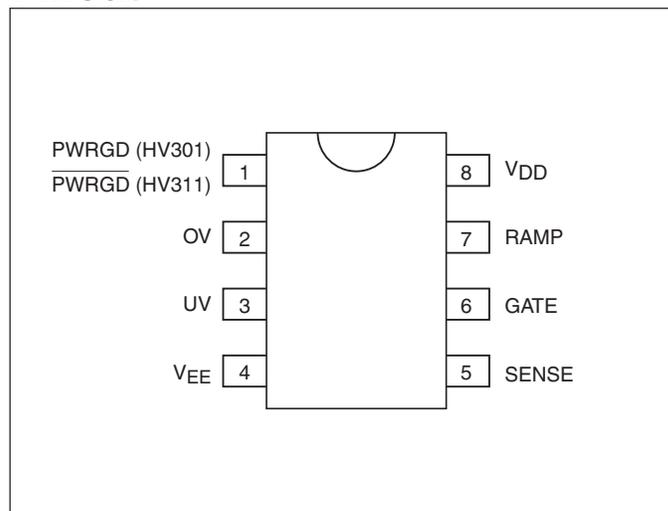 PWRGD (HV301)
PWRGD (HV311)
1
8
VDD
OV
2
7
RAMP
UV
3
6
GATE
VEE
4
5
SENSE